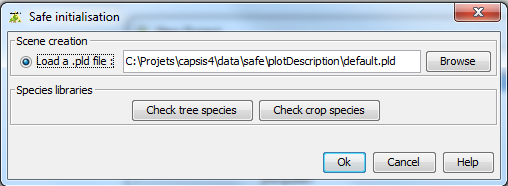 Safe initialisation
Scene creation
Load a .pld file : C:\Projets\capsis4\data\safe\plotDescription\default.pld Browse
Species libraries
Check tree species Check crop species
Ok Cancel Help